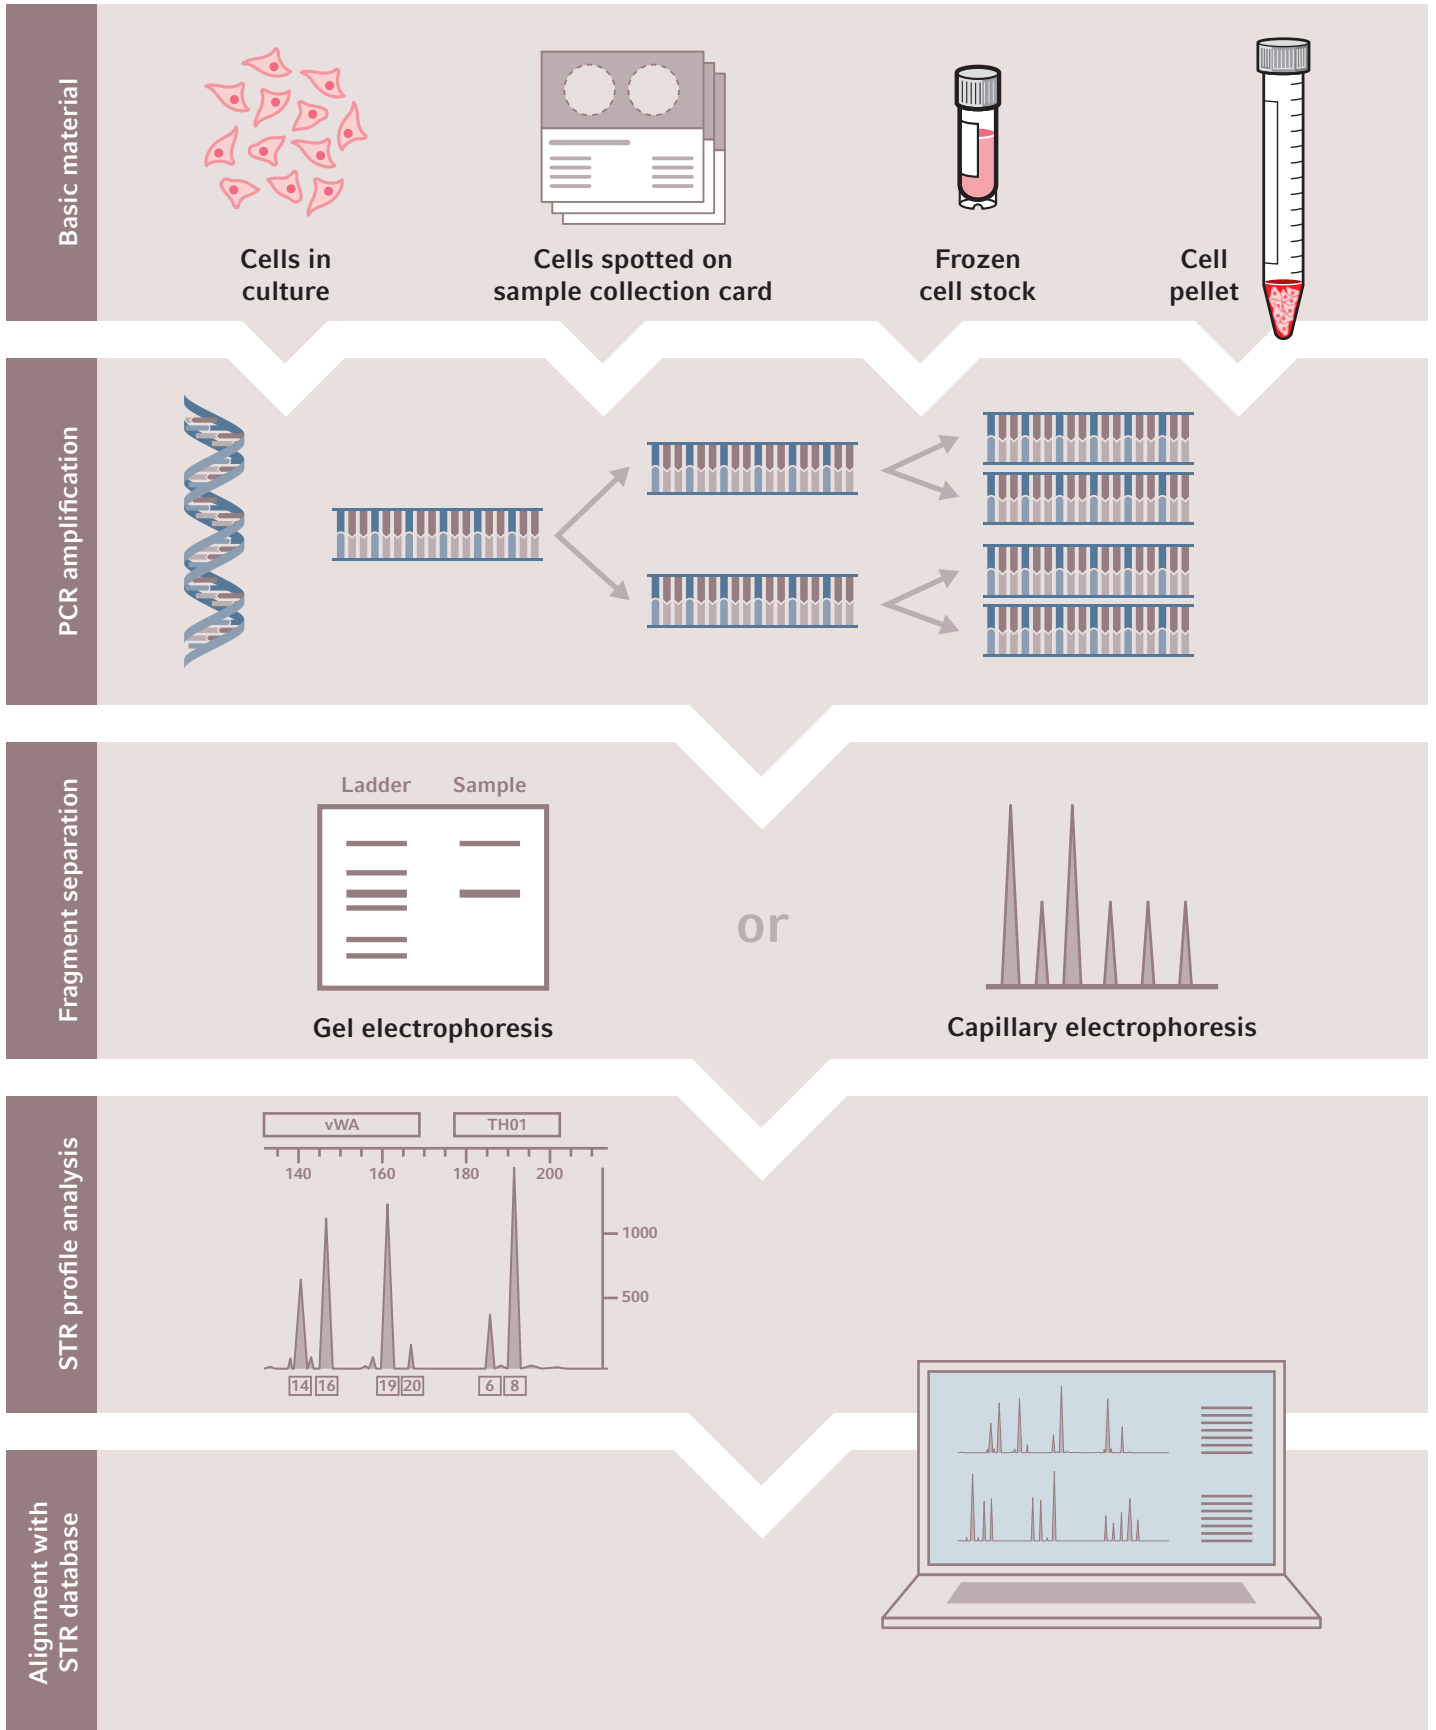 Basic material
Cells in
culture
Cells spotted on
sample collection card
Frozen
cell stock
Cell
pellet
PCR amplification
Fragment separation
Ladder Sample
or
Gel electrophoresis
Capillary electrophoresis
STR profile analysis
vWA TH01
140 160 180 200
1000
500
14 16 19 20 6 8
Alignment with
STR database